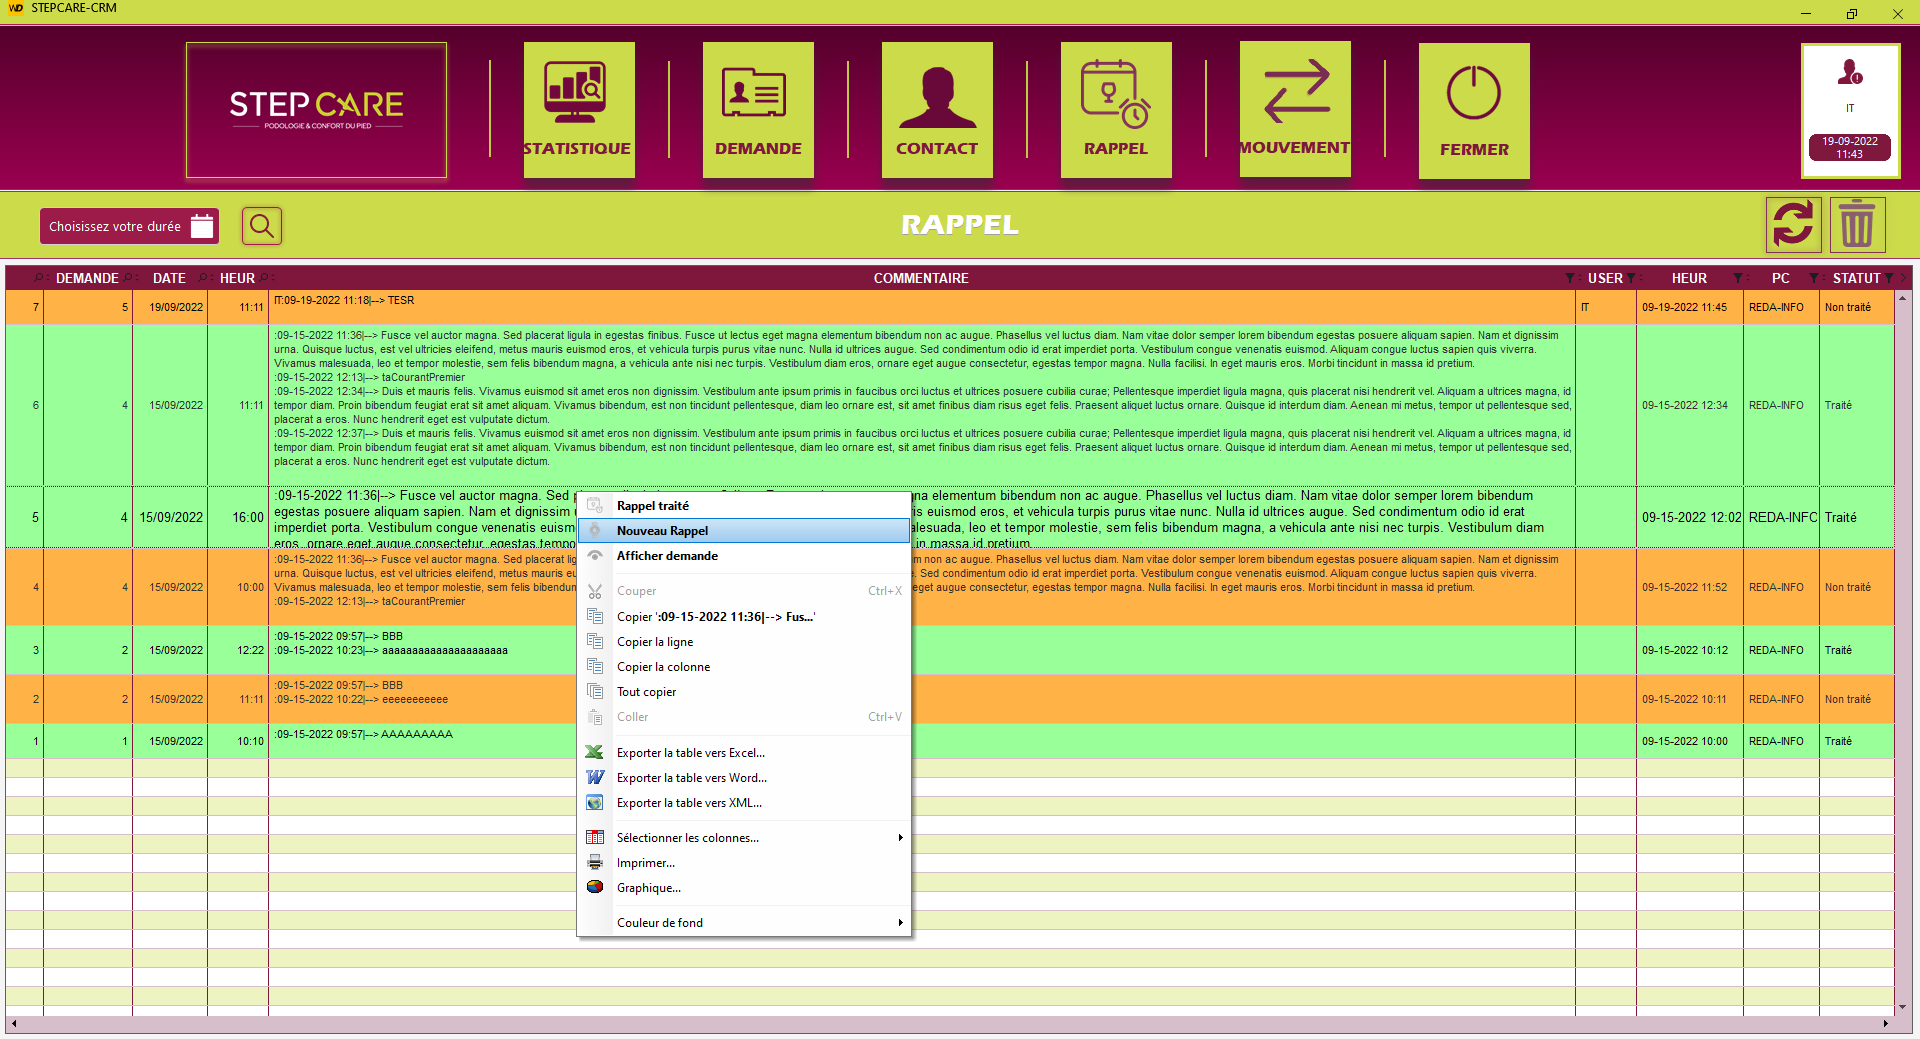 STEPCARE-CRM
STEP CARE
PODOLOGIE & CONFORT DU PIED
STATISTIQUE
DEMANDE
CONTACT
RAPPEL
MOUVEMENT
FERMER
IT
19-09-2022
11:43
Choisissez votre durée
RAPPEL
DEMANDE DATE HEUR COMMENTAIRE USER HEUR PC STATUT
7 5 19/09/2022 11:11 IT:09-19-2022 11:18|--> TESR IT 09-19-2022 11:45 REDA-INFO Non traité
:09-15-2022 11:36|--> Fusce vel auctor magna. Sed placerat ligula in egestas finibus. Fusce ut lectus eget magna elementum bibendum non ac augue. Phasellus vel luctus diam. Nam vitae dolor semper lorem bibendum egestas posuere aliquam sapien. Nam et dignissim
urna. Quisque luctus, est vel ultricies eleifend, metus mauris euismod eros, et vehicula turpis purus vitae nunc. Nulla id ultrices augue. Sed condimentum odio id erat imperdiet porta. Vestibulum congue venenatis euismod. Aliquam congue luctus sapien quis viverra.
Vivamus malesuada, leo et tempor molestie, sem felis bibendum magna, a vehicula ante nisi nec turpis. Vestibulum diam eros, ornare eget augue consectetur, egestas tempor magna. Nulla facilisi. In eget mauris eros. Morbi tincidunt in massa id pretium.
:09-15-2022 12:13|--> taCourantPremier
:09-15-2022 12:34|--> Duis et mauris felis. Vivamus euismod sit amet eros non dignissim. Vestibulum ante ipsum primis in faucibus orci luctus et ultrices posuere cubilia curae; Pellentesque imperdiet ligula magna, quis placerat nisi hendrerit vel. Aliquam a ultrices magna, id
6 4 15/09/2022 11:11 tempor diam. Proin bibendum feugiat erat sit amet aliquam. Vivamus bibendum, est non tincidunt pellentesque, diam leo ornare est, sit amet finibus diam risus eget felis. Praesent aliquet luctus ornare. Quisque id interdum diam. Aenean mi metus, tempor ut pellentesque sed, 09-15-2022 12:34 REDA-INFO Traité
placerat a eros. Nunc hendrerit eget est vulputate dictum.
:09-15-2022 12:37|--> Duis et mauris felis. Vivamus euismod sit amet eros non dignissim. Vestibulum ante ipsum primis in faucibus orci luctus et ultrices posuere cubilia curae; Pellentesque imperdiet ligula magna, quis placerat nisi hendrerit vel. Aliquam a ultrices magna, id
tempor diam. Proin bibendum feugiat erat sit amet aliquam. Vivamus bibendum, est non tincidunt pellentesque, diam leo ornare est, sit amet finibus diam risus eget felis. Praesent aliquet luctus ornare. Quisque id interdum diam. Aenean mi metus, tempor ut pellentesque sed,
placerat a eros. Nunc hendrerit eget est vulputate dictum.
:09-15-2022 11:36|--> Fusce vel auctor magna. Sed elementum bibendum non ac augue. Phasellus vel luctus diam. Nam vitae dolor semper lorem bibendum
5 4 15/09/2022 16:00 egestas posuere aliquam sapien. Nam et dignissim is euismod eros, et vehicula turpis purus vitae nunc. Nulla id ultrices augue. Sed condimentum odio id erat 09-15-2022 12:02 REDA-INFO Traité
imperdiet porta. Vestibulum congue venenatis lesuada, leo et tempor molestie, sem felis bibendum magna, a vehicula ante nisi nec turpis. Vestibulum diam
eros, ornare eget augue consectetur, egestas in massa id pretium.
:09-15-2022 11:36|--> Fusce vel auctor magna. Sed placerat non ac augue. Phasellus vel luctus diam. Nam vitae dolor semper lorem bibendum egestas posuere aliquam sapien. Nam et dignissim
urna. Quisque luctus, est vel ultricies eleifend, metus mauris Sed condimentum odio id erat imperdiet porta. Vestibulum congue venenatis euismod. Aliquam congue luctus sapien quis viverra.
4 4 15/09/2022 10:00 Vivamus malesuada, leo et tempor molestie, sem felis bibendum eget augue consectetur, egestas tempor magna. Nulla facilisi. In eget mauris eros. Morbi tincidunt in massa id pretium. 09-15-2022 11:52 REDA-INFO Non traité
:09-15-2022 12:13|--> taCourantPremier
:09-15-2022 09:57|--> BBB
3 2 15/09/2022 12:22 :09-15-2022 10:23|--> aaaaaaaaaaaaaaaaaaaaa 09-15-2022 10:12 REDA-INFO Traité
:09-15-2022 09:57|--> BBB
2 2 15/09/2022 11:11 :09-15-2022 10:22|--> eeeeeeeeeee 09-15-2022 10:11 REDA-INFO Non traité
1 1 15/09/2022 10:10 :09-15-2022 09:57|--> AAAAAAAAA 09-15-2022 10:00 REDA-INFO Traité
Rappel traité
Nouveau Rappel
Afficher demande
Couper Ctrl+X
Copier ':09-15-2022 11:36|--> Fus...'
Copier la ligne
Copier la colonne
Tout copier
Coller Ctrl+V
Exporter la table vers Excel...
Exporter la table vers Word...
Exporter la table vers XML...
Sélectionner les colonnes...
Imprimer...
Graphique...
Couleur de fond